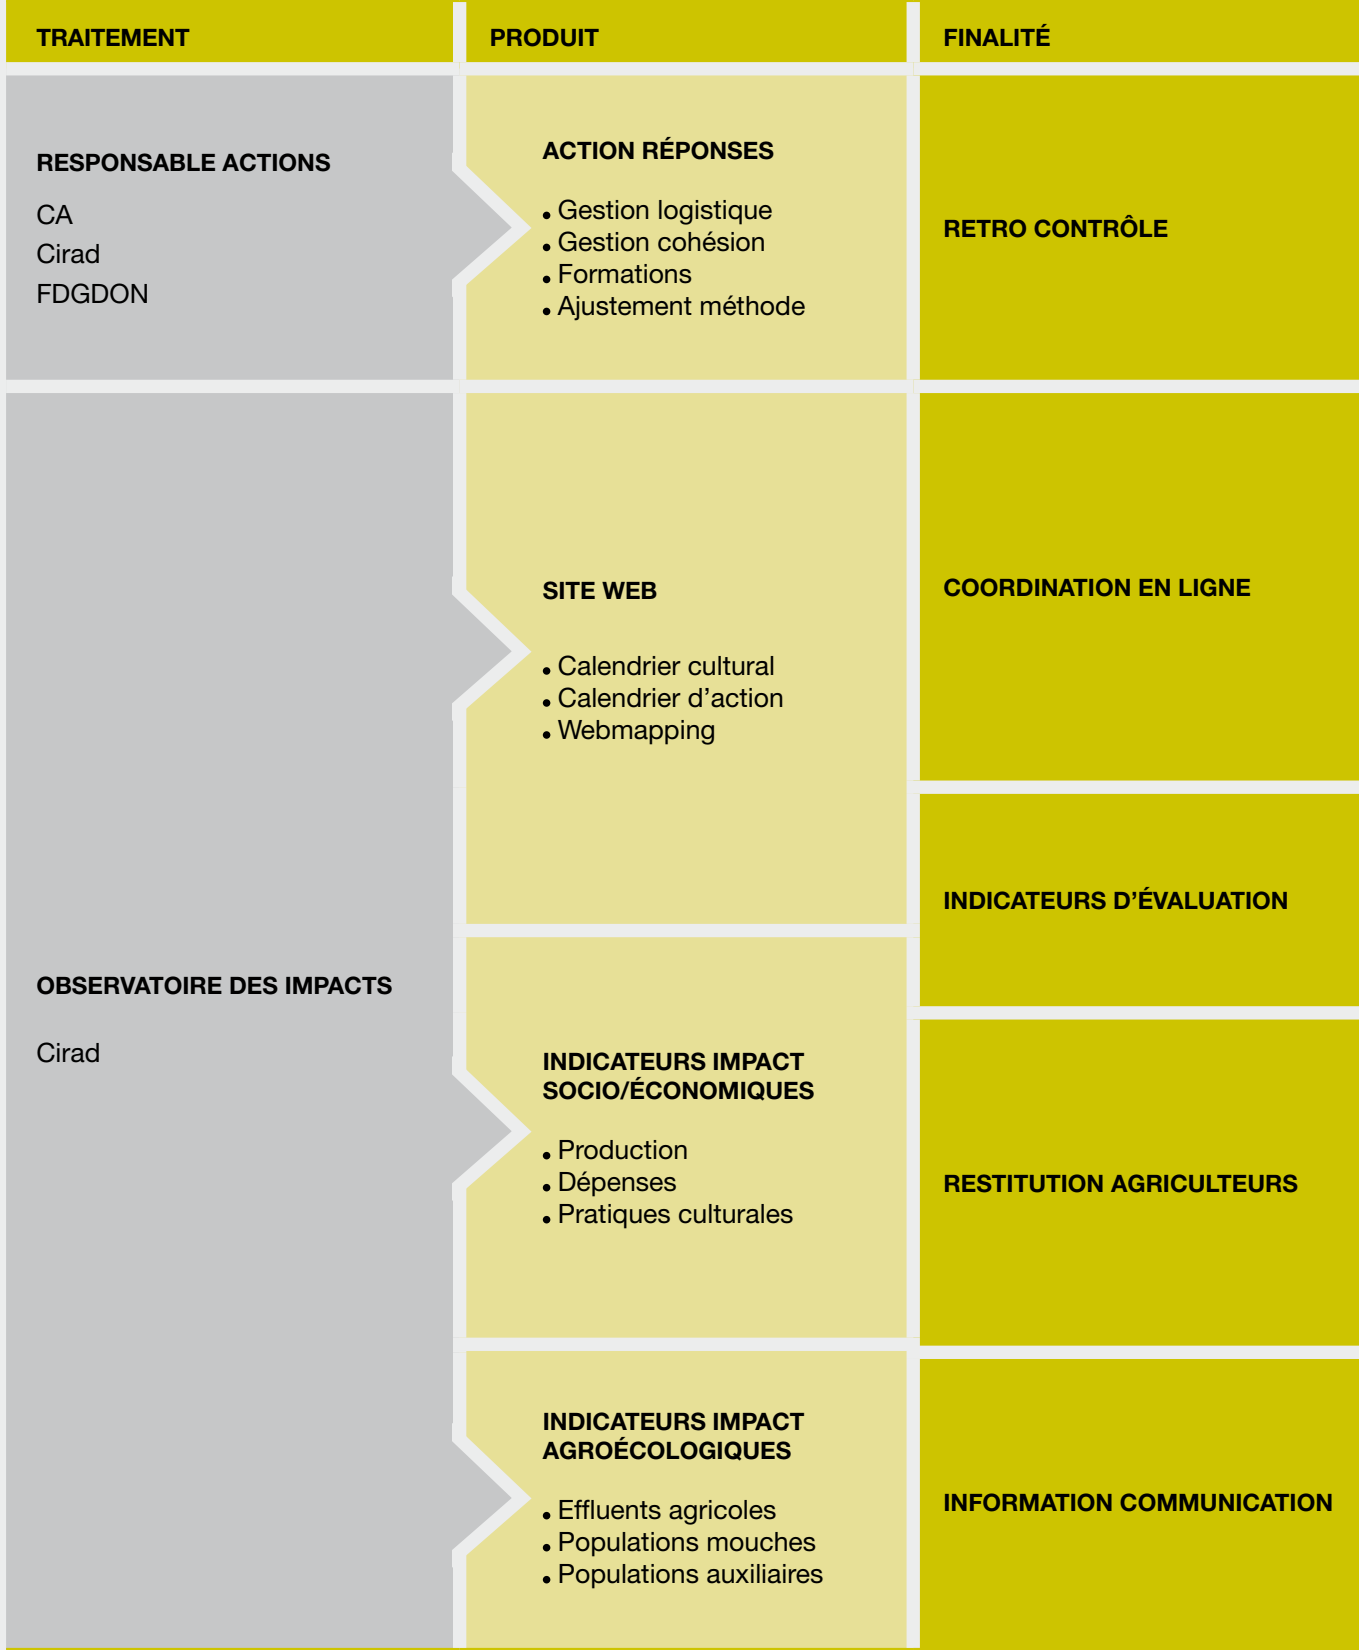 TRAITEMENT
PRODUIT
FINALITÉ
RESPONSABLE ACTIONS
CA
Cirad
FDGDON
ACTION RÉPONSES
• Gestion logistique
• Gestion cohésion
• Formations
• Ajustement méthode
RETRO CONTRÔLE
OBSERVATOIRE DES IMPACTS
Cirad
SITE WEB
• Calendrier cultural
• Calendrier d’action
• Webmapping
INDICATEURS IMPACT
SOCIO/ÉCONOMIQUES
• Production
• Dépenses
• Pratiques culturales
INDICATEURS IMPACT
AGROÉCOLOGIQUES
• Effluents agricoles
• Populations mouches
• Populations auxiliaires
COORDINATION EN LIGNE
INDICATEURS D’ÉVALUATION
RESTITUTION AGRICULTEURS
INFORMATION COMMUNICATION